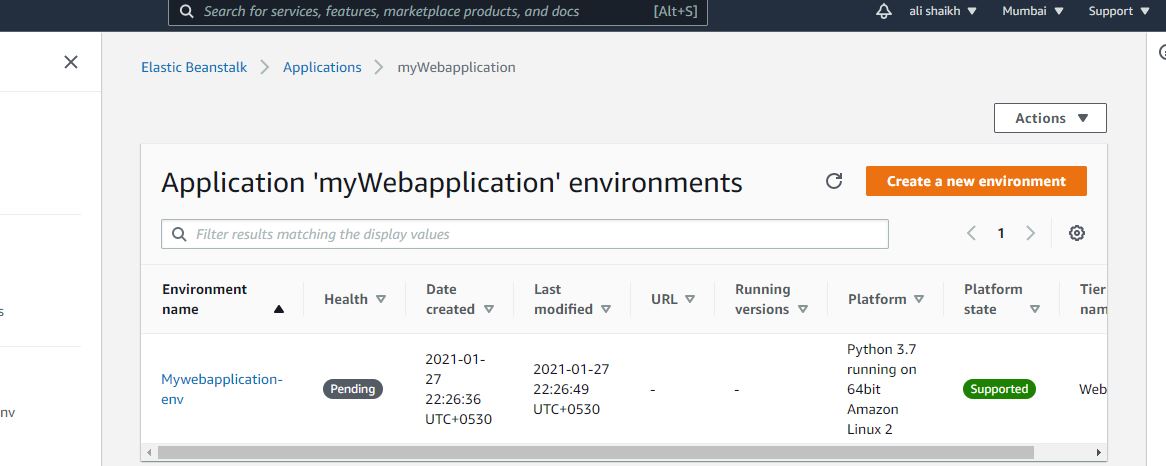 Search for services, features, marketplace products, and docs [Alt+S] ali shaikh Mumbai Support
Elastic Beanstalk Applications myWebapplication
Actions
Application 'myWebapplication' environments
Create a new environment
Filter results matching the display values
1
Environment name
Health
Date created
Last modified
URL
Running versions
Platform
Platform state
Tier
nam
Mywebapplication-
env
Pending
2021-01-
27
22:26:36
UTC+0530
2021-01-27
22:26:49
UTC+0530
-
-
Python 3.7
running on
64bit
Amazon
Linux 2
Supported
Web
s
nv